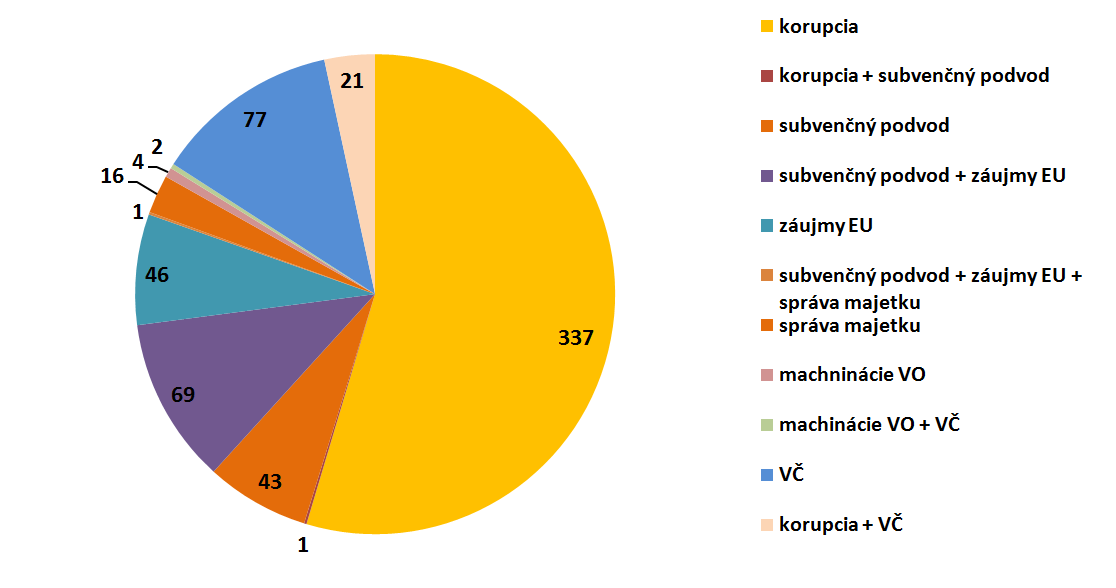 korupcia
korupcia + subvenčný podvod
subvenčný podvod
subvenčný podvod + záujmy EU
záujmy EU
subvenčný podvod + záujmy EU +
správa majetku
správa majetku
machninácie VO
machinácie VO + VČ
VČ
korupcia + VČ
21
77
2
4
16
1
46
337
69
43
1